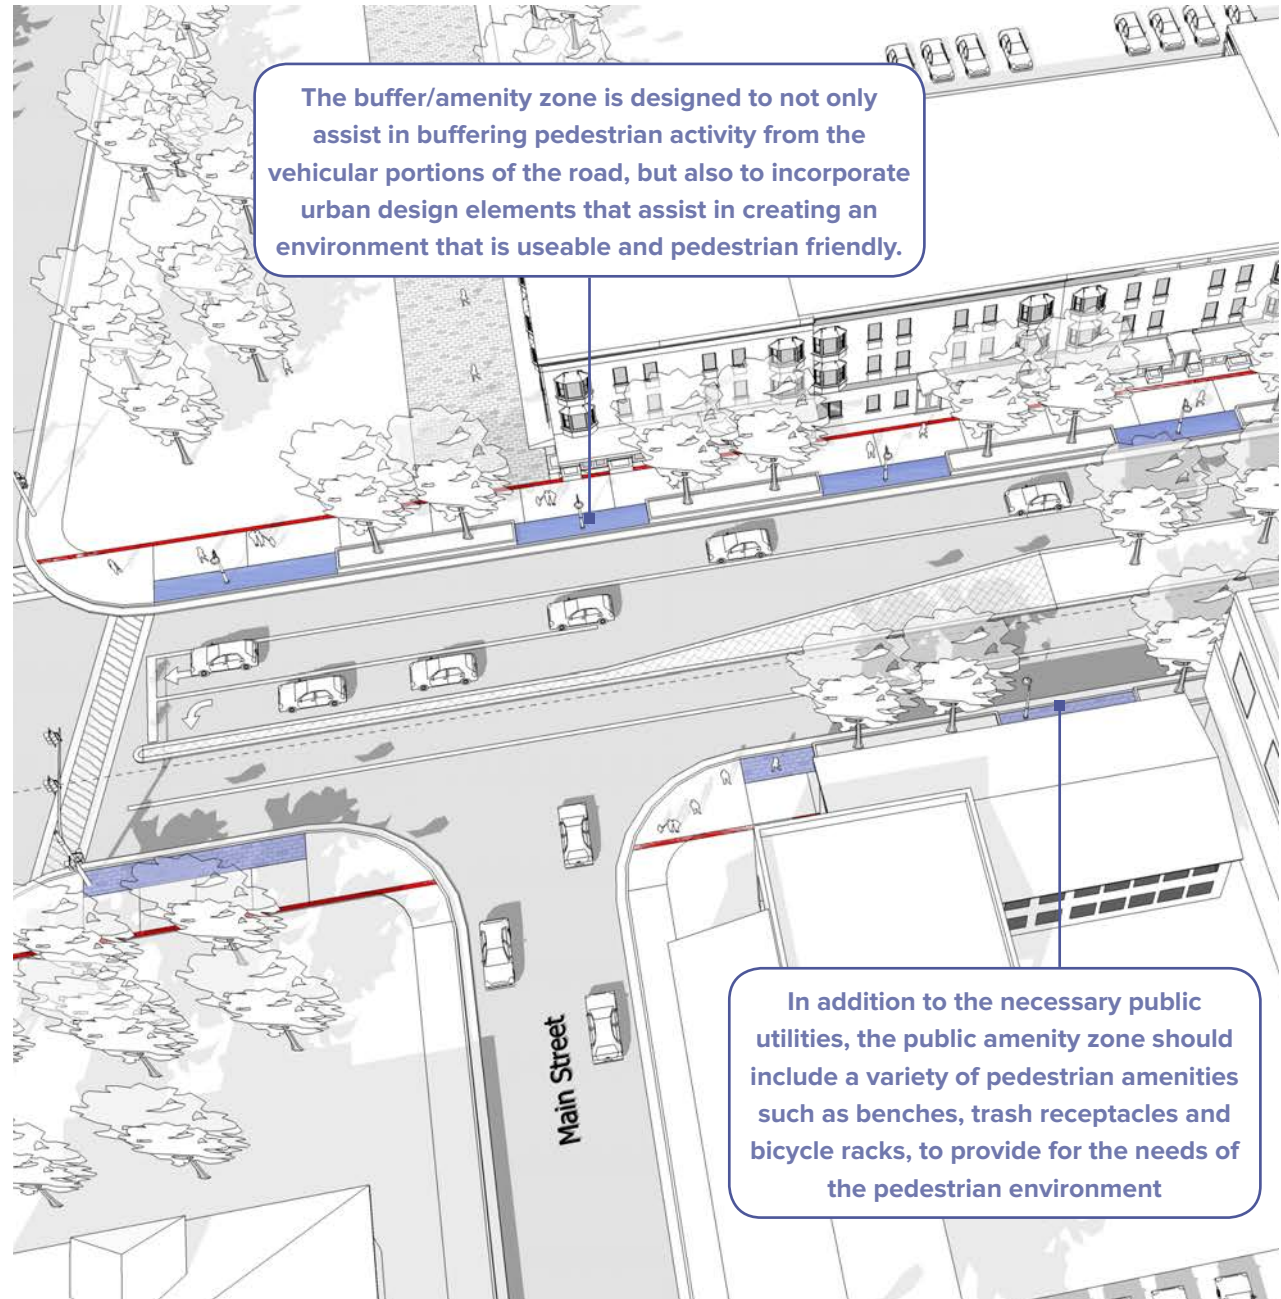 The buffer/amenity zone is designed to not only
assist in buffering pedestrian activity from the
vehicular portions of the road, but also to incorporate
urban design elements that assist in creating an
environment that is useable and pedestrian friendly.
Main Street
In addition to the necessary public
utilities, the public amenity zone should
include a variety of pedestrian amenities
such as benches, trash receptacles and
bicycle racks, to provide for the needs of
the pedestrian environment